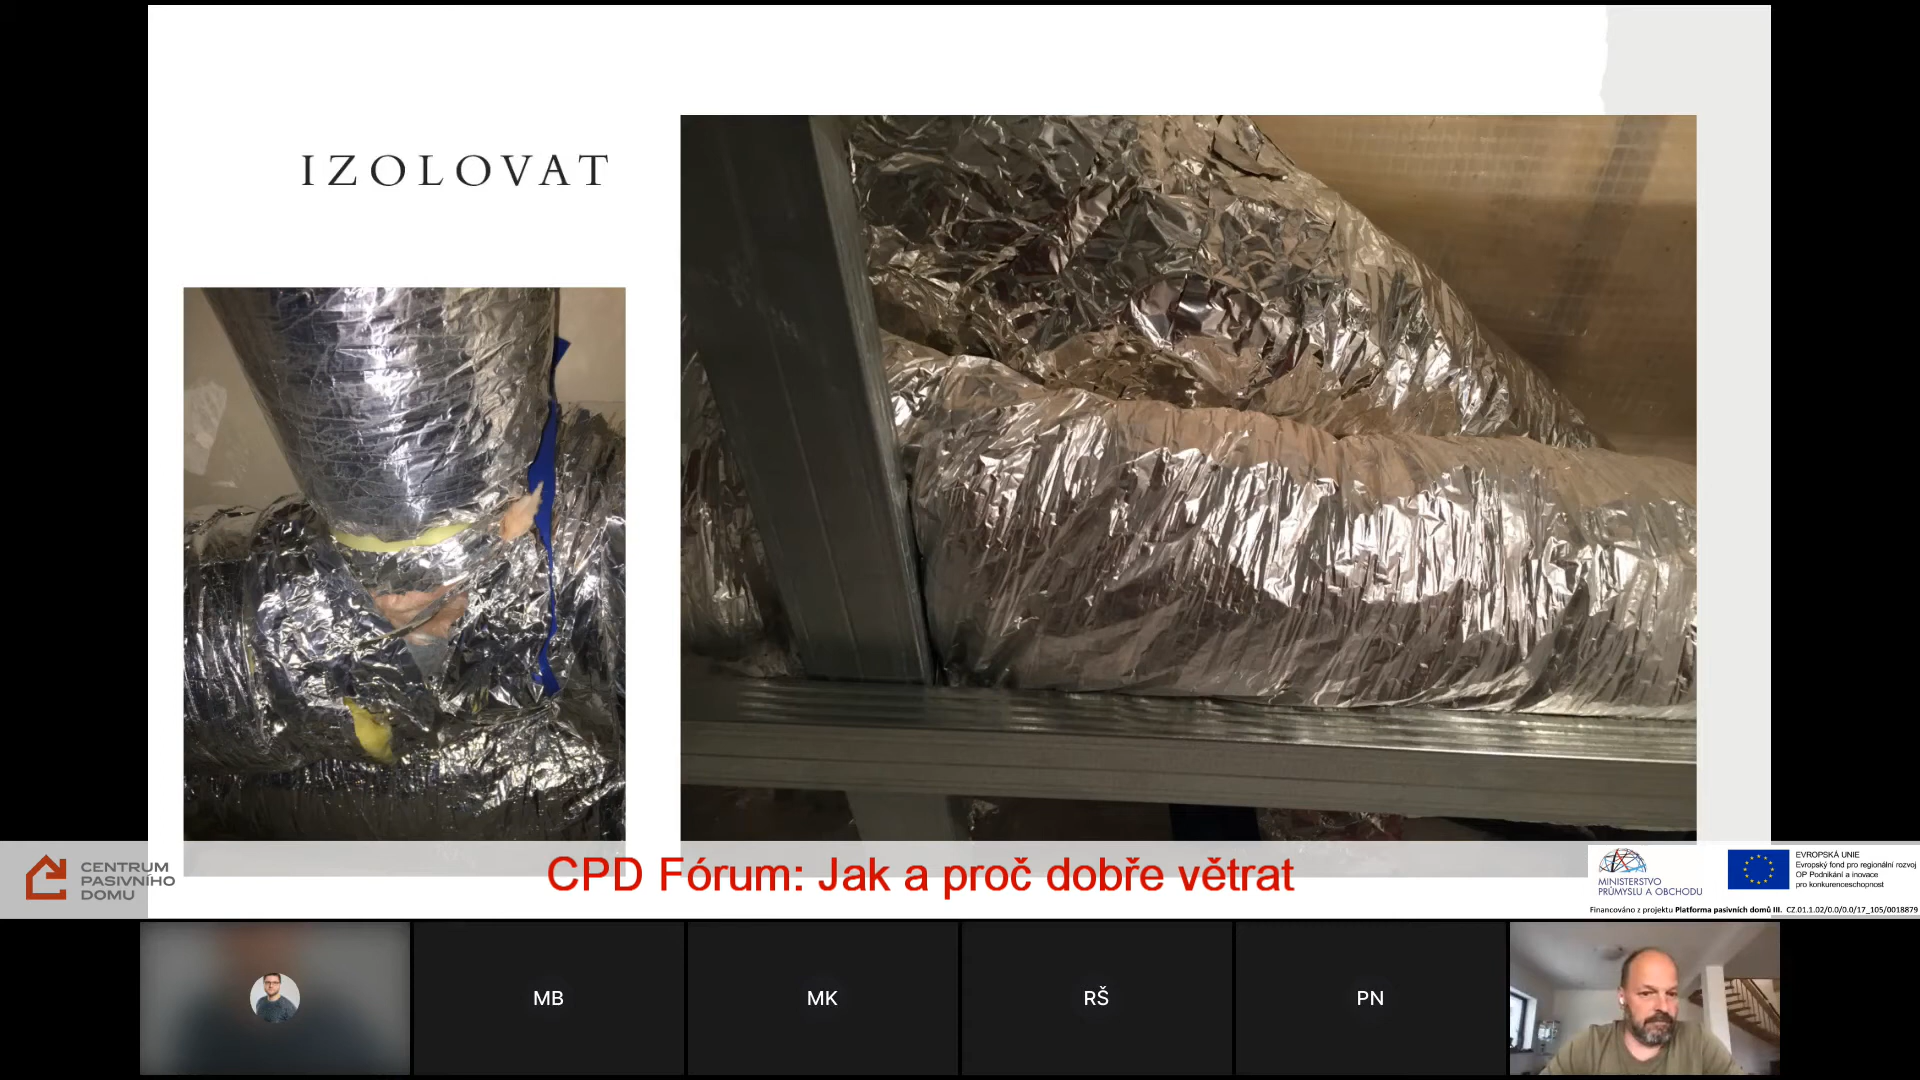 IZOLOVAT
CENTRUM
PASIVNÍHO
DOMU
CPD Fórum: Jak a proč dobře větrat
MINISTERSTVO
PRŮMYSLU A OBCHODU
EVROPSKÁ UNIE
Evropský fond pro regionální rozvoj
OP Podnikání a inovace
pro konkurenceschopnost
Financováno z projektu Platforma pasivních domů III. CZ.01.1.02/0.0/0.0/17_105/0018879
MB
MK
RŠ
PN